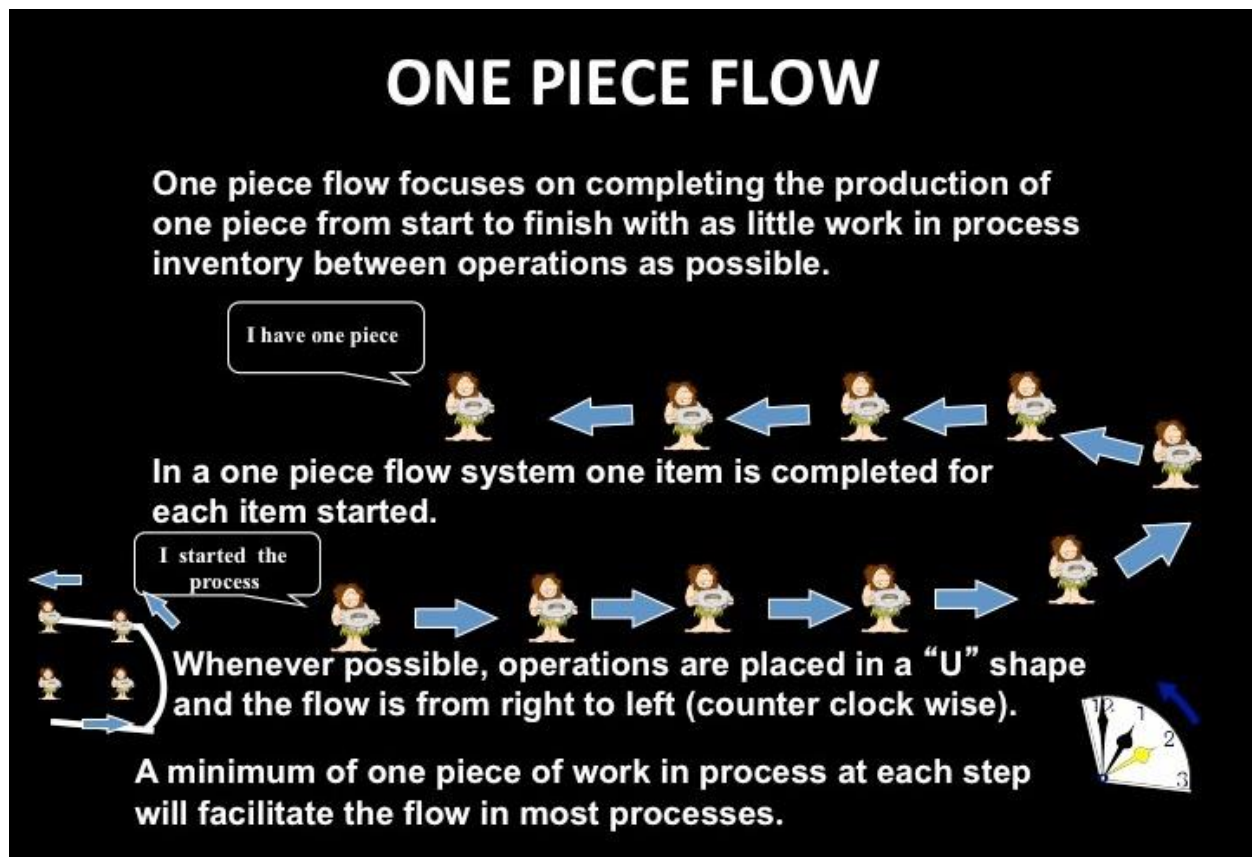 ONE PIECE FLOW
One piece flow focuses on completing the production of
one piece from start to finish with as little work in process
inventory between operations as possible.
I have one piece
In a one piece flow system one item is completed for
each item started.
I started the
process
Whenever possible, operations are placed in a “U” shape
and the flow is from right to left (counter clock wise).
12
1
2
3
A minimum of one piece of work in process at each step
will facilitate the flow in most processes.